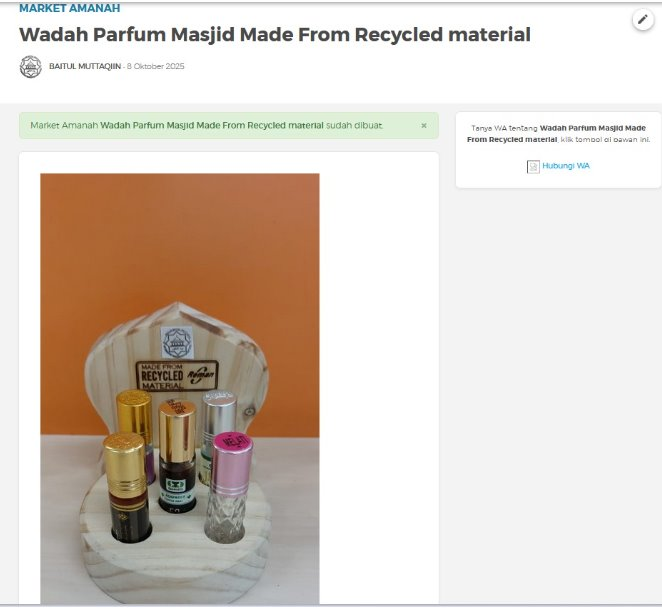 MARKET AMANAH
Wadah Parfum Masjid Made From Recycled material
BAITUL MUTTAQIIN - 8 Oktober 2025
Market Amanah Wadah Parfum Masjid Made From Recycled material sudah dibuat. ×
Tanya WA tentang Wadah Parfum Masjid Made
From Recycled material, klik tombol di bawah ini.
Hubungi WA
MADE FROM
RECYCLED
MATERIAL
Roman
MELATI